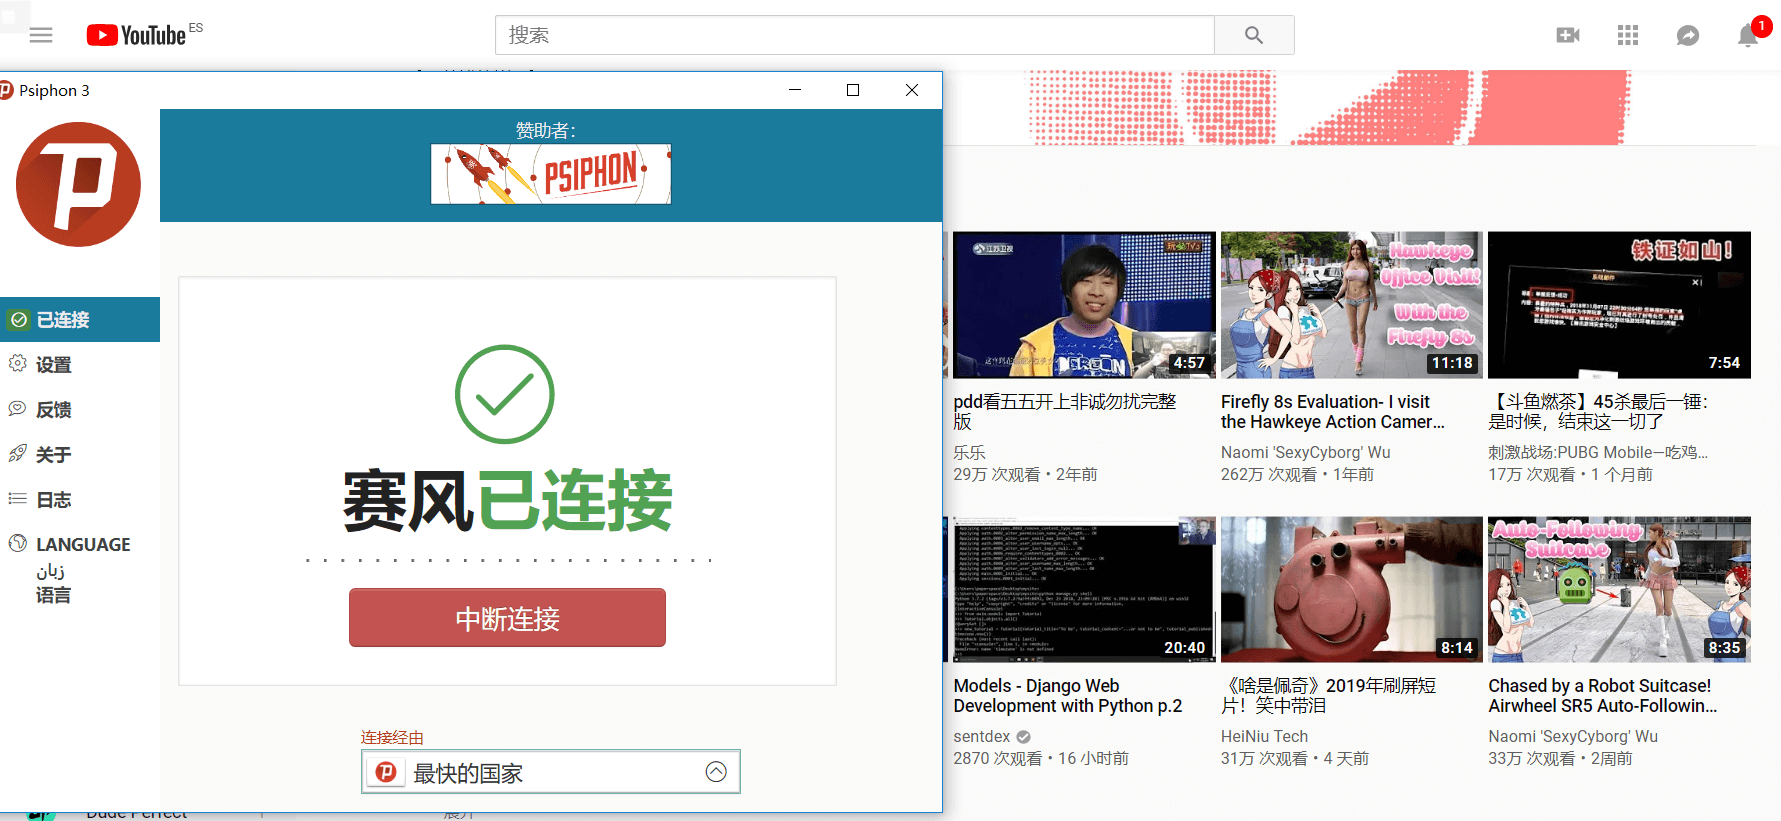 YouTube ES
搜索
1
Psiphon 3
赞助者:
PSIPHON
已连接
设置
反馈
关于
日志
LANGUAGE
زبان
语言
赛风已连接
中断连接
连接经由
最快的国家
江苏卫视
4:57
pdd看五五开上非诚勿扰完整
版
乐乐
29万 次观看 • 2年前
Hawkeye
Office Visit!
With the
Firefly 8s
11:18
Firefly 8s Evaluation- I visit
the Hawkeye Action Camer...
Naomi 'SexyCyborg' Wu
262万 次观看 • 1年前
铁证如山!
系统邮件
7:54
【斗鱼燃茶】45杀最后一锤:
是时候，结束这一切了
刺激战场:PUBG Mobile—吃鸡...
17万 次观看 • 1 个月前
20:40
Models - Django Web
Development with Python p.2
sentdex
2870 次观看 • 16 小时前
8:14
《啥是佩奇》2019年刷屏短
片！笑中带泪
HeiNiu Tech
31万 次观看 • 4 天前
Auto-Following
Suitcase
8:35
Chased by a Robot Suitcase!
Airwheel SR5 Auto-Followin...
Naomi 'SexyCyborg' Wu
33万 次观看 • 2周前
Dude Perfect
展开